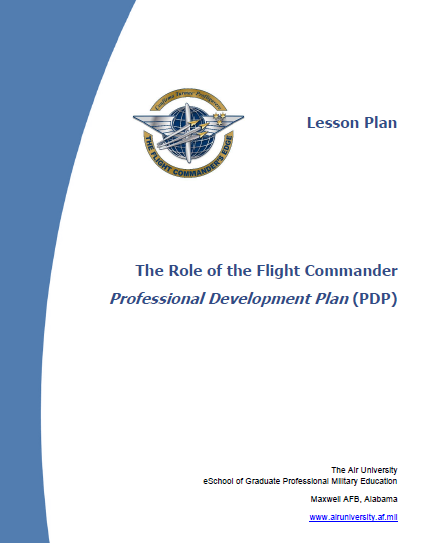 THE FLIGHT COMMANDER'S EDGE
Lesson Plan
The Role of the Flight Commander
Professional Development Plan (PDP)
The Air University
eSchool of Graduate Professional Military Education
Maxwell AFB, Alabama
www.airuniversity.af.mil